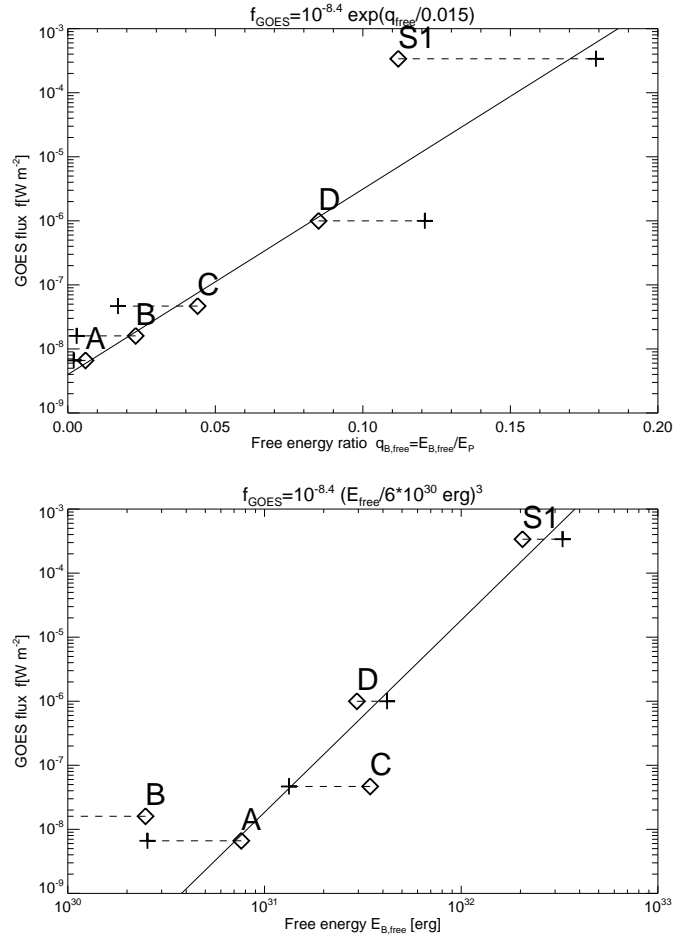 f_GOES=10^-8.4 exp(q_free/0.015)
10^-3
10^-4
10^-5
10^-6
10^-7
10^-8
10^-9
GOES flux f[W m^-2]
S1
D
C
B
A
0.00 0.05 0.10 0.15 0.20
Free energy ratio q_B,free=E_B,free/E_P
f_GOES=10^-8.4 (E_free/6*10^30 erg)^3
10^-3
10^-4
10^-5
10^-6
10^-7
10^-8
10^-9
GOES flux f[W m^-2]
S1
D
C
B
A
10^30 10^31 10^32 10^33
Free energy E_B,free [erg]